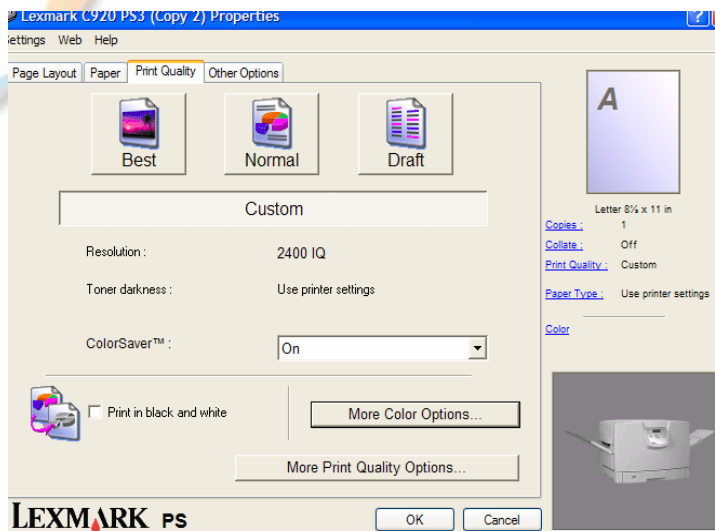 Lexmark C920 PS3 (Copy 2) Properties
Settings Web Help
Page Layout Paper Print Quality Other Options
Best Normal Draft
Custom
Resolution : 2400 IQ
Toner darkness : Use printer settings
ColorSaver™ : On
Print in black and white
More Color Options...
More Print Quality Options...
LEXMARK PS
OK Cancel
A
Letter 8½ x 11 in
Copies : 1
Collate : Off
Print Quality : Custom
Paper Type : Use printer settings
Color